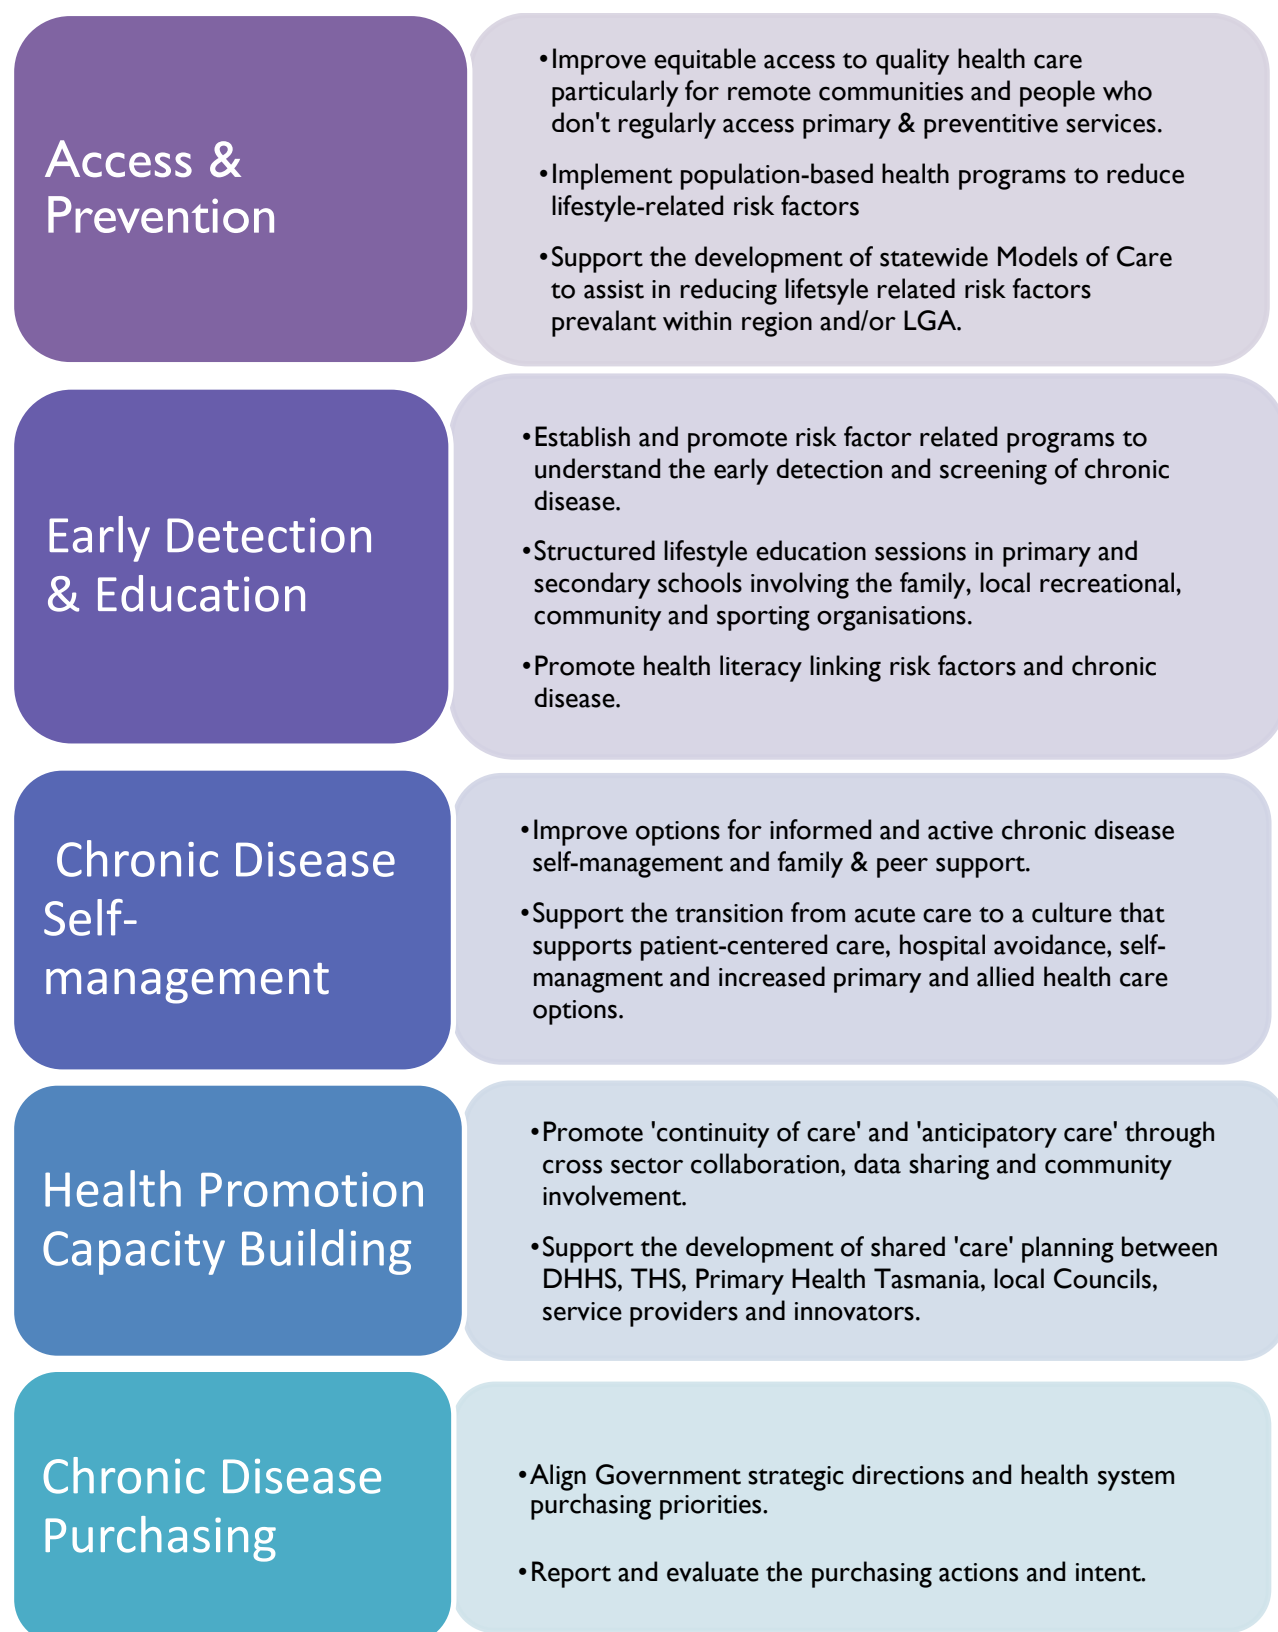 Access &
Prevention
•Improve equitable access to quality health care
particularly for remote communities and people who
don't regularly access primary & preventitive services.
•Implement population-based health programs to reduce
lifestyle-related risk factors
•Support the development of statewide Models of Care
to assist in reducing lifetsyle related risk factors
prevalant within region and/or LGA.
Early Detection
& Education
•Establish and promote risk factor related programs to
understand the early detection and screening of chronic
disease.
•Structured lifestyle education sessions in primary and
secondary schools involving the family, local recreational,
community and sporting organisations.
•Promote health literacy linking risk factors and chronic
disease.
Chronic Disease
Self-
management
•Improve options for informed and active chronic disease
self-management and family & peer support.
•Support the transition from acute care to a culture that
supports patient-centered care, hospital avoidance, self-
managment and increased primary and allied health care
options.
Health Promotion
Capacity Building
•Promote 'continuity of care' and 'anticipatory care' through
cross sector collaboration, data sharing and community
involvement.
•Support the development of shared 'care' planning between
DHHS, THS, Primary Health Tasmania, local Councils,
service providers and innovators.
Chronic Disease
Purchasing
•Align Government strategic directions and health system
purchasing priorities.
•Report and evaluate the purchasing actions and intent.